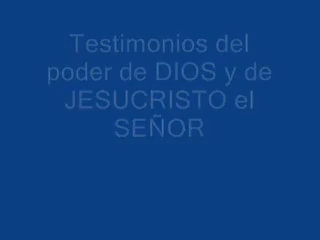 Testimonios del
poder de DIOS y de
JESUCRISTO el
SEÑOR